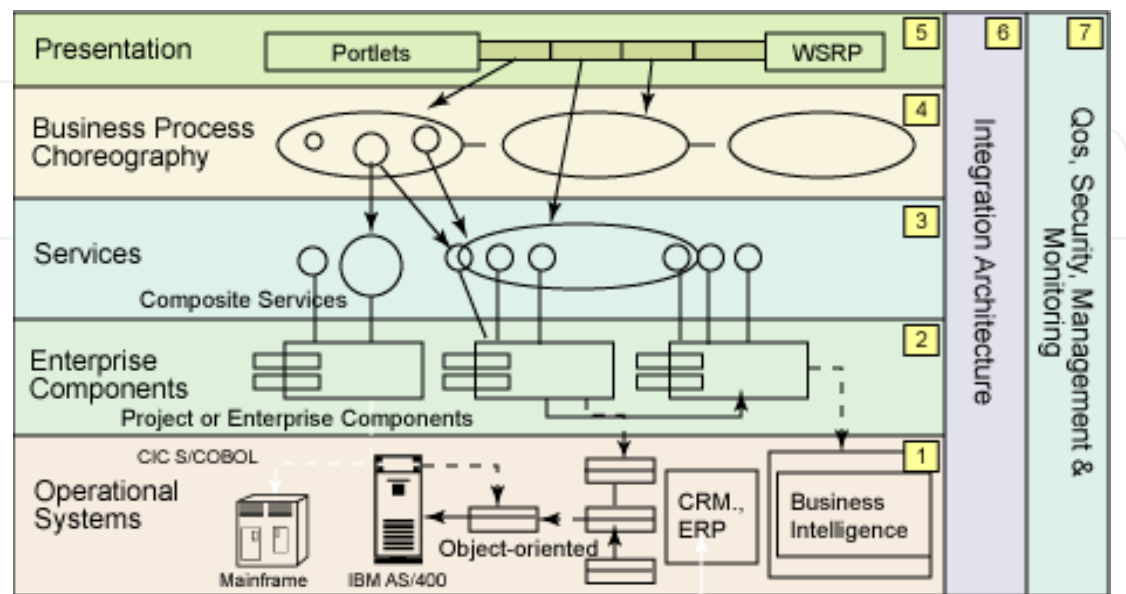 Presentation
Portlets
WSRP
5
6
7
Business Process
Choreography
4
Services
3
Composite Services
Enterprise
Components
2
Project or Enterprise Components
CIC S/COBOL
1
Operational
Systems
CRM.,
ERP
Business
Intelligence
Object-oriented
Mainframe
IBM AS/400
Integration Architecture
Qos, Security, Management &
Monitoring